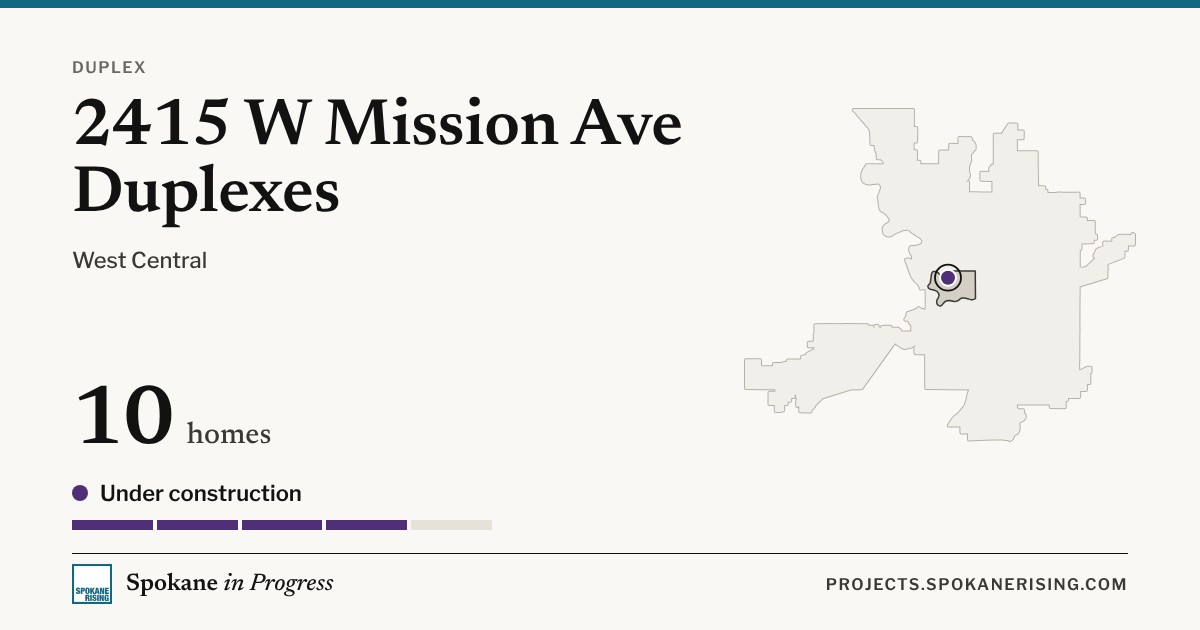 DUPLEX
2415 W Mission Ave
Duplexes
West Central
10 homes
Under construction
SPOKANE
RISING
Spokane in Progress
PROJECTS.SPOKANERISING.COM